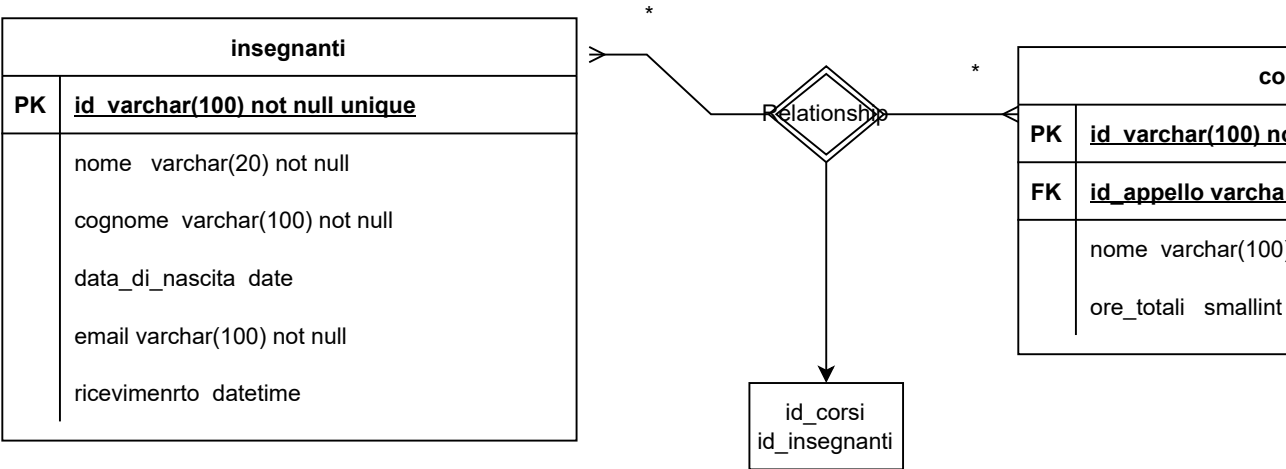 *
insegnanti
PK id varchar(100) not null unique
nome varchar(20) not null
cognome varchar(100) not null
data_di_nascita date
email varchar(100) not null
ricevimenrto datetime
Relationship
*
id_corsi
id_insegnanti
co
PK id varchar(100)
FK id_appello
nome varchar(100)
ore_totali smallint